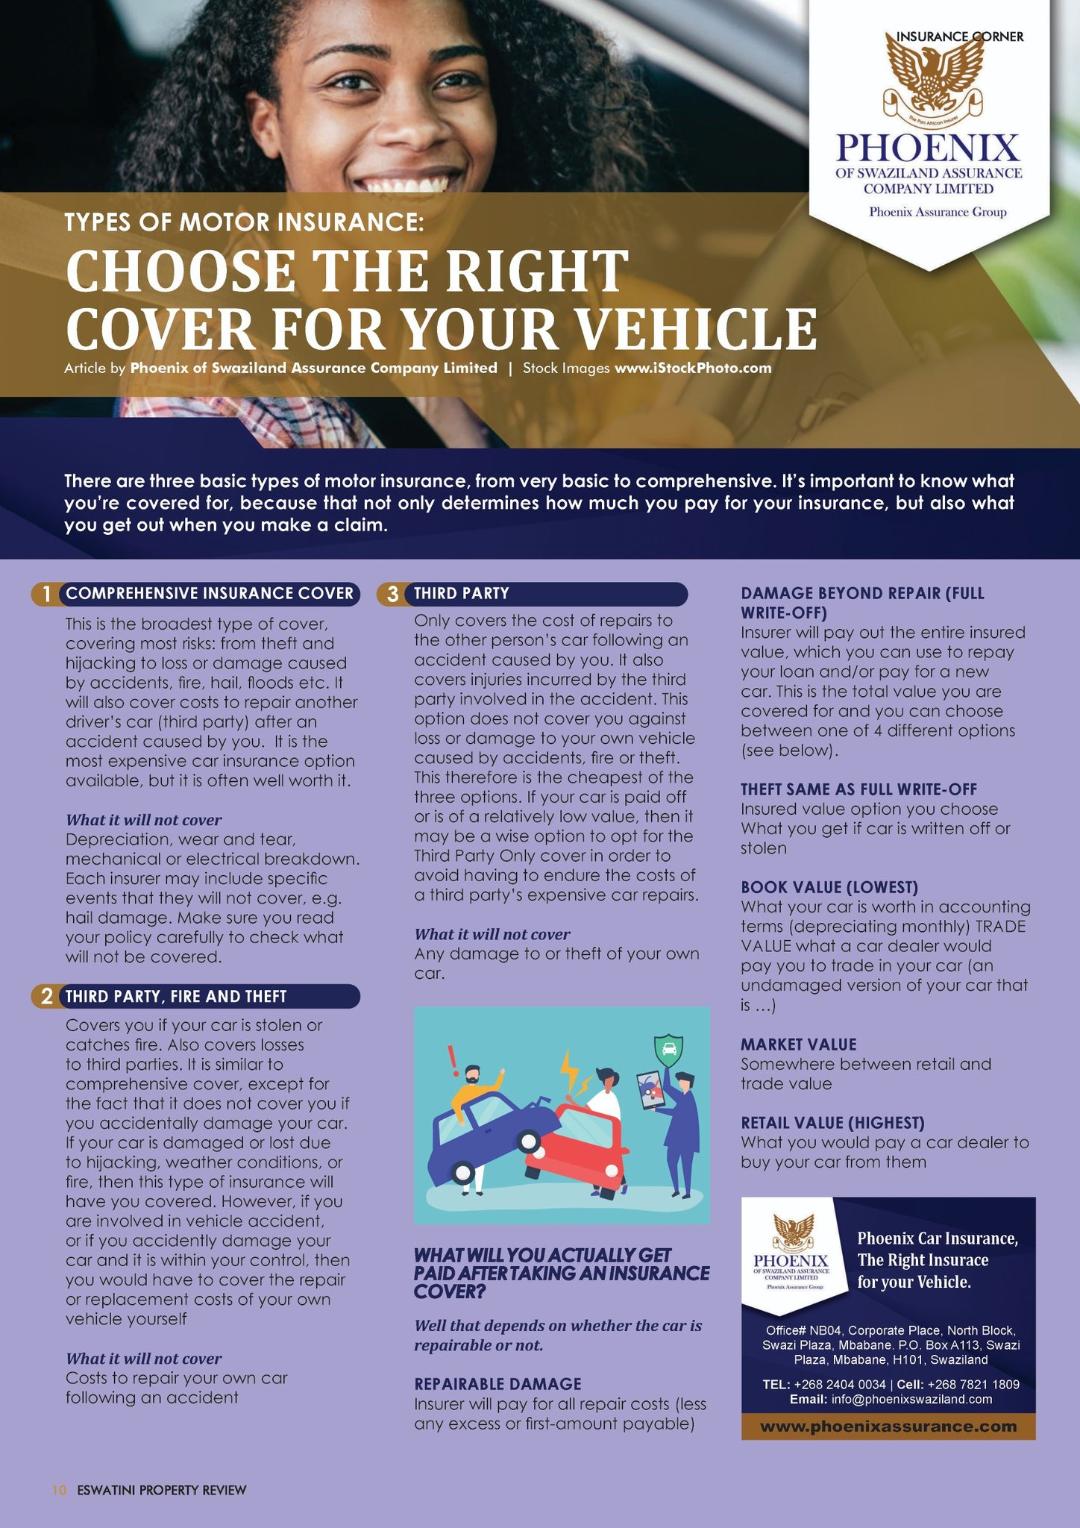 INSURANCE CORNER
The Pan African Insurer
PHOENIX
OF SWAZILAND ASSURANCE
COMPANY LIMITED
Phoenix Assurance Group
TYPES OF MOTOR INSURANCE:
CHOOSE THE RIGHT
COVER FOR YOUR VEHICLE
Article by Phoenix of Swaziland Assurance Company Limited | Stock Images www.iStockPhoto.com
There are three basic types of motor insurance, from very basic to comprehensive. It's important to know what
you're covered for, because that not only determines how much you pay for your insurance, but also what
you get out when you make a claim.
1 COMPREHENSIVE INSURANCE COVER
This is the broadest type of cover,
covering most risks: from theft and
hijacking to loss or damage caused
by accidents, fire, hail, floods etc. It
will also cover costs to repair another
driver's car (third party) after an
accident caused by you. It is the
most expensive car insurance option
available, but it is often well worth it.
What it will not cover
Depreciation, wear and tear,
mechanical or electrical breakdown.
Each insurer may include specific
events that they will not cover, e.g.
hail damage. Make sure you read
your policy carefully to check what
will not be covered.
2 THIRD PARTY, FIRE AND THEFT
Covers you if your car is stolen or
catches fire. Also covers losses
to third parties. It is similar to
comprehensive cover, except for
the fact that it does not cover you if
you accidentally damage your car.
If your car is damaged or lost due
to hijacking, weather conditions, or
fire, then this type of insurance will
have you covered. However, if you
are involved in vehicle accident,
or if you accidently damage your
car and it is within your control, then
you would have to cover the repair
or replacement costs of your own
vehicle yourself
What it will not cover
Costs to repair your own car
following an accident
3 THIRD PARTY
Only covers the cost of repairs to
the other person's car following an
accident caused by you. It also
covers injuries incurred by the third
party involved in the accident. This
option does not cover you against
loss or damage to your own vehicle
caused by accidents, fire or theft.
This therefore is the cheapest of the
three options. If your car is paid off
or is of a relatively low value, then it
may be a wise option to opt for the
Third Party Only cover in order to
avoid having to endure the costs of
a third party's expensive car repairs.
What it will not cover
Any damage to or theft of your own
car.
WHAT WILL YOU ACTUALLY GET
PAID AFTER TAKING AN INSURANCE
COVER?
Well that depends on whether the car is
repairable or not.
REPAIRABLE DAMAGE
Insurer will pay for all repair costs (less
any excess or first-amount payable)
DAMAGE BEYOND REPAIR (FULL
WRITE-OFF)
Insurer will pay out the entire insured
value, which you can use to repay
your loan and/or pay for a new
car. This is the total value you are
covered for and you can choose
between one of 4 different options
(see below).
THEFT SAME AS FULL WRITE-OFF
Insured value option you choose
What you get if car is written off or
stolen
BOOK VALUE (LOWEST)
What your car is worth in accounting
terms (depreciating monthly) TRADE
VALUE what a car dealer would
pay you to trade in your car (an
undamaged version of your car that
is ...)
MARKET VALUE
Somewhere between retail and
trade value
RETAIL VALUE (HIGHEST)
What you would pay a car dealer to
buy your car from them
PHOENIX
OF SWAZILAND ASSURANCE
COMPANY LIMITED
Phoenix Assurance Group
Phoenix Car Insurance,
The Right Insurace
for your Vehicle.
Office# NB04, Corporate Place, North Block,
Swazi Plaza, Mbabane. P.O. Box A113, Swazi
Plaza, Mbabane, H101, Swaziland
TEL: +268 2404 0034 | Cell: +268 7821 1809
Email: info@phoenixswaziland.com
www.phoenixassurance.com
10 ESWATINI PROPERTY REVIEW